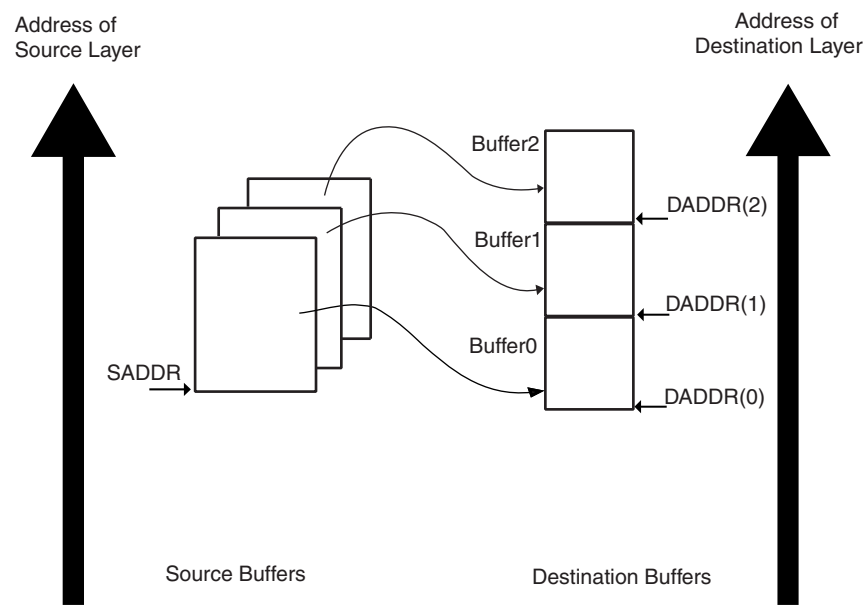 Address of
Source Layer
Address of
Destination Layer
Buffer2
DADDR(2)
Buffer1
DADDR(1)
Buffer0
SADDR
DADDR(0)
Source Buffers
Destination Buffers